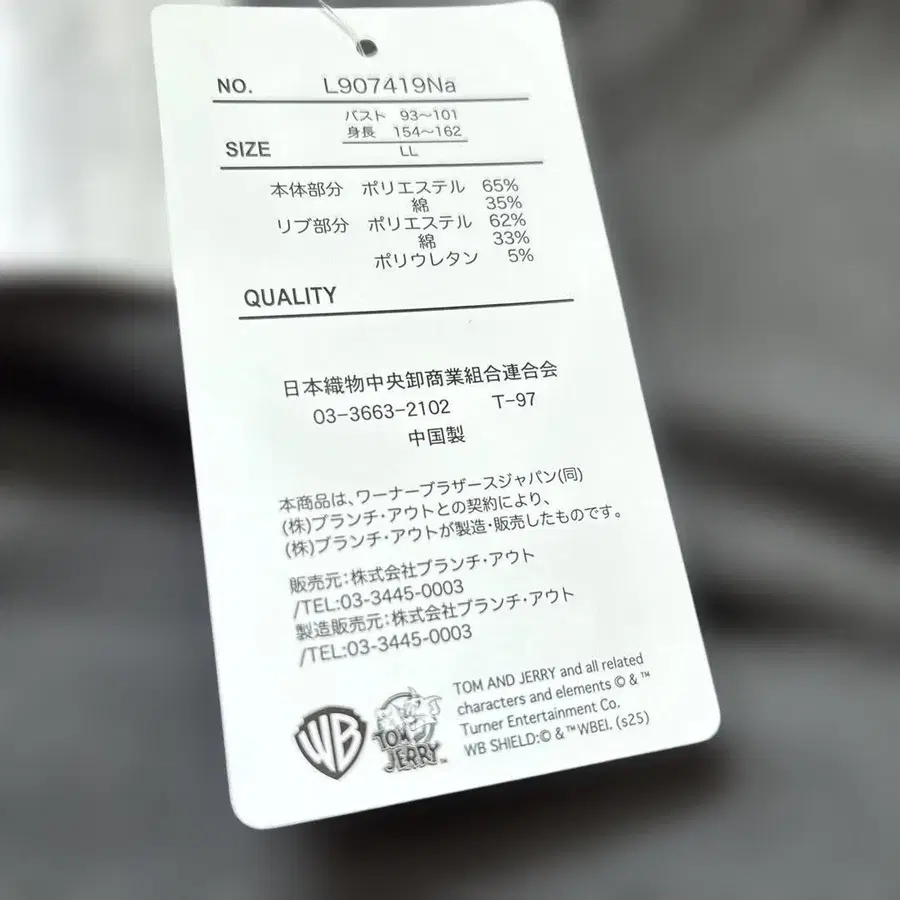 NO. L907419Na
バスト 93〜101
身長 154〜162
SIZE LL
本体部分 ポリエステル 65%
綿 35%
リブ部分 ポリエステル 62%
綿 33%
ポリウレタン 5%
QUALITY
日本織物中央卸商業組合連合会
03-3663-2102 T-97
中国製
本商品は、ワーナーブラザースジャパン(同)
(株)ブランチ・アウトとの契約により、
(株)ブランチ・アウトが製造・販売したものです。
販売元:株式会社ブランチ・アウト
/TEL:03-3445-0003
製造販売元:株式会社ブランチ・アウト
/TEL:03-3445-0003
WB
TOM
JERRY
TOM AND JERRY and all related
characters and elements © & ™
Turner Entertainment Co.
WB SHIELD:© & ™ WBEI. (s25)